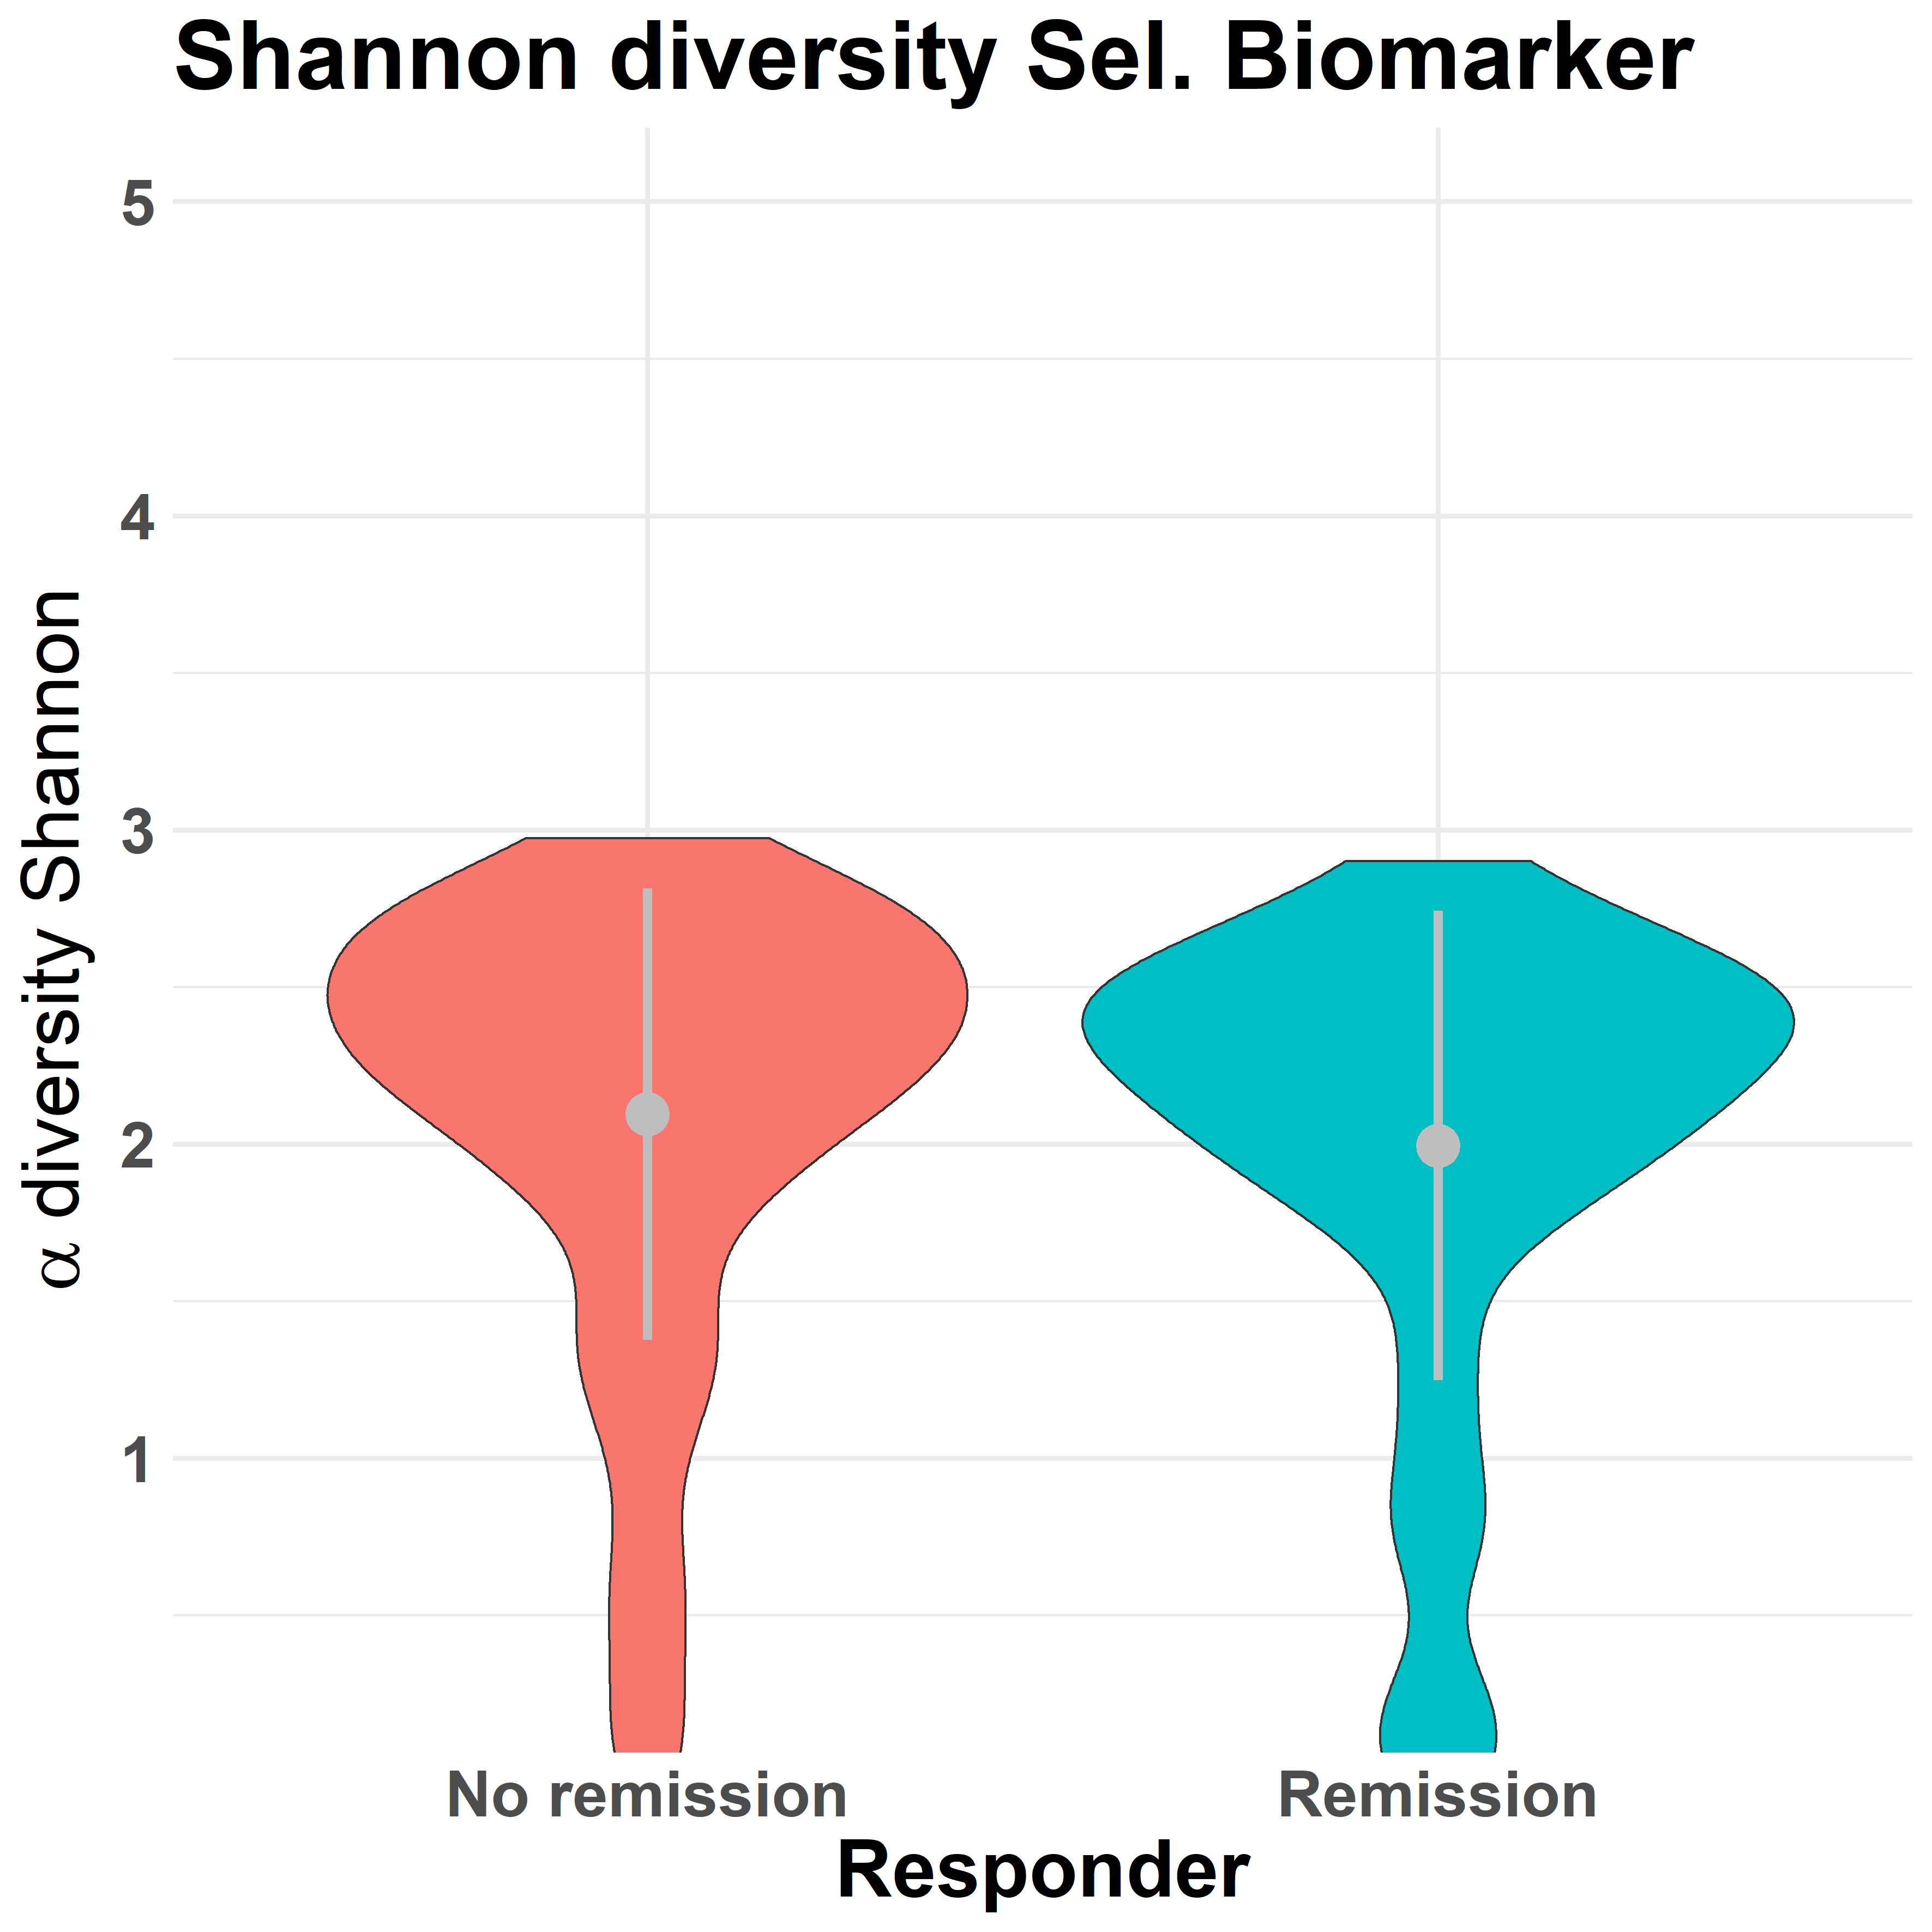 Shannon diversity Sel. Biomarker
5
4
3
2
1
α diversity Shannon
No remission
Remission
Responder